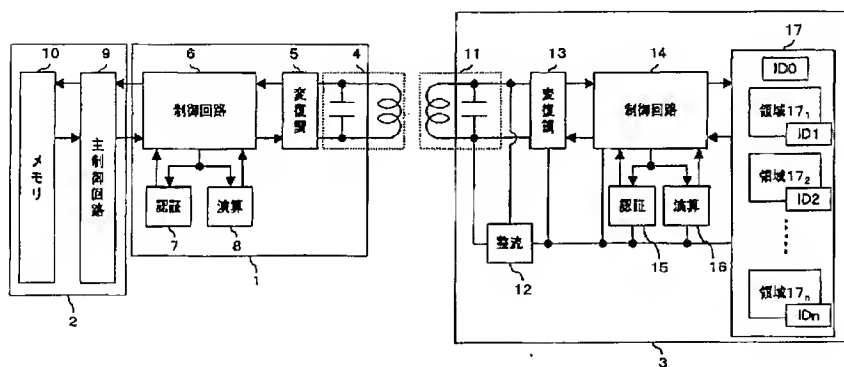 10
9
6
5
4
11
13
14
17
メモリ
主制御回路
制御回路
変復調
変復調
制御回路
ID0
領域17₁
ID1
領域17₂
ID2
認証
演算
認証
演算
整流
領域17ₙ
IDn
7
8
12
15
16
2
1
3